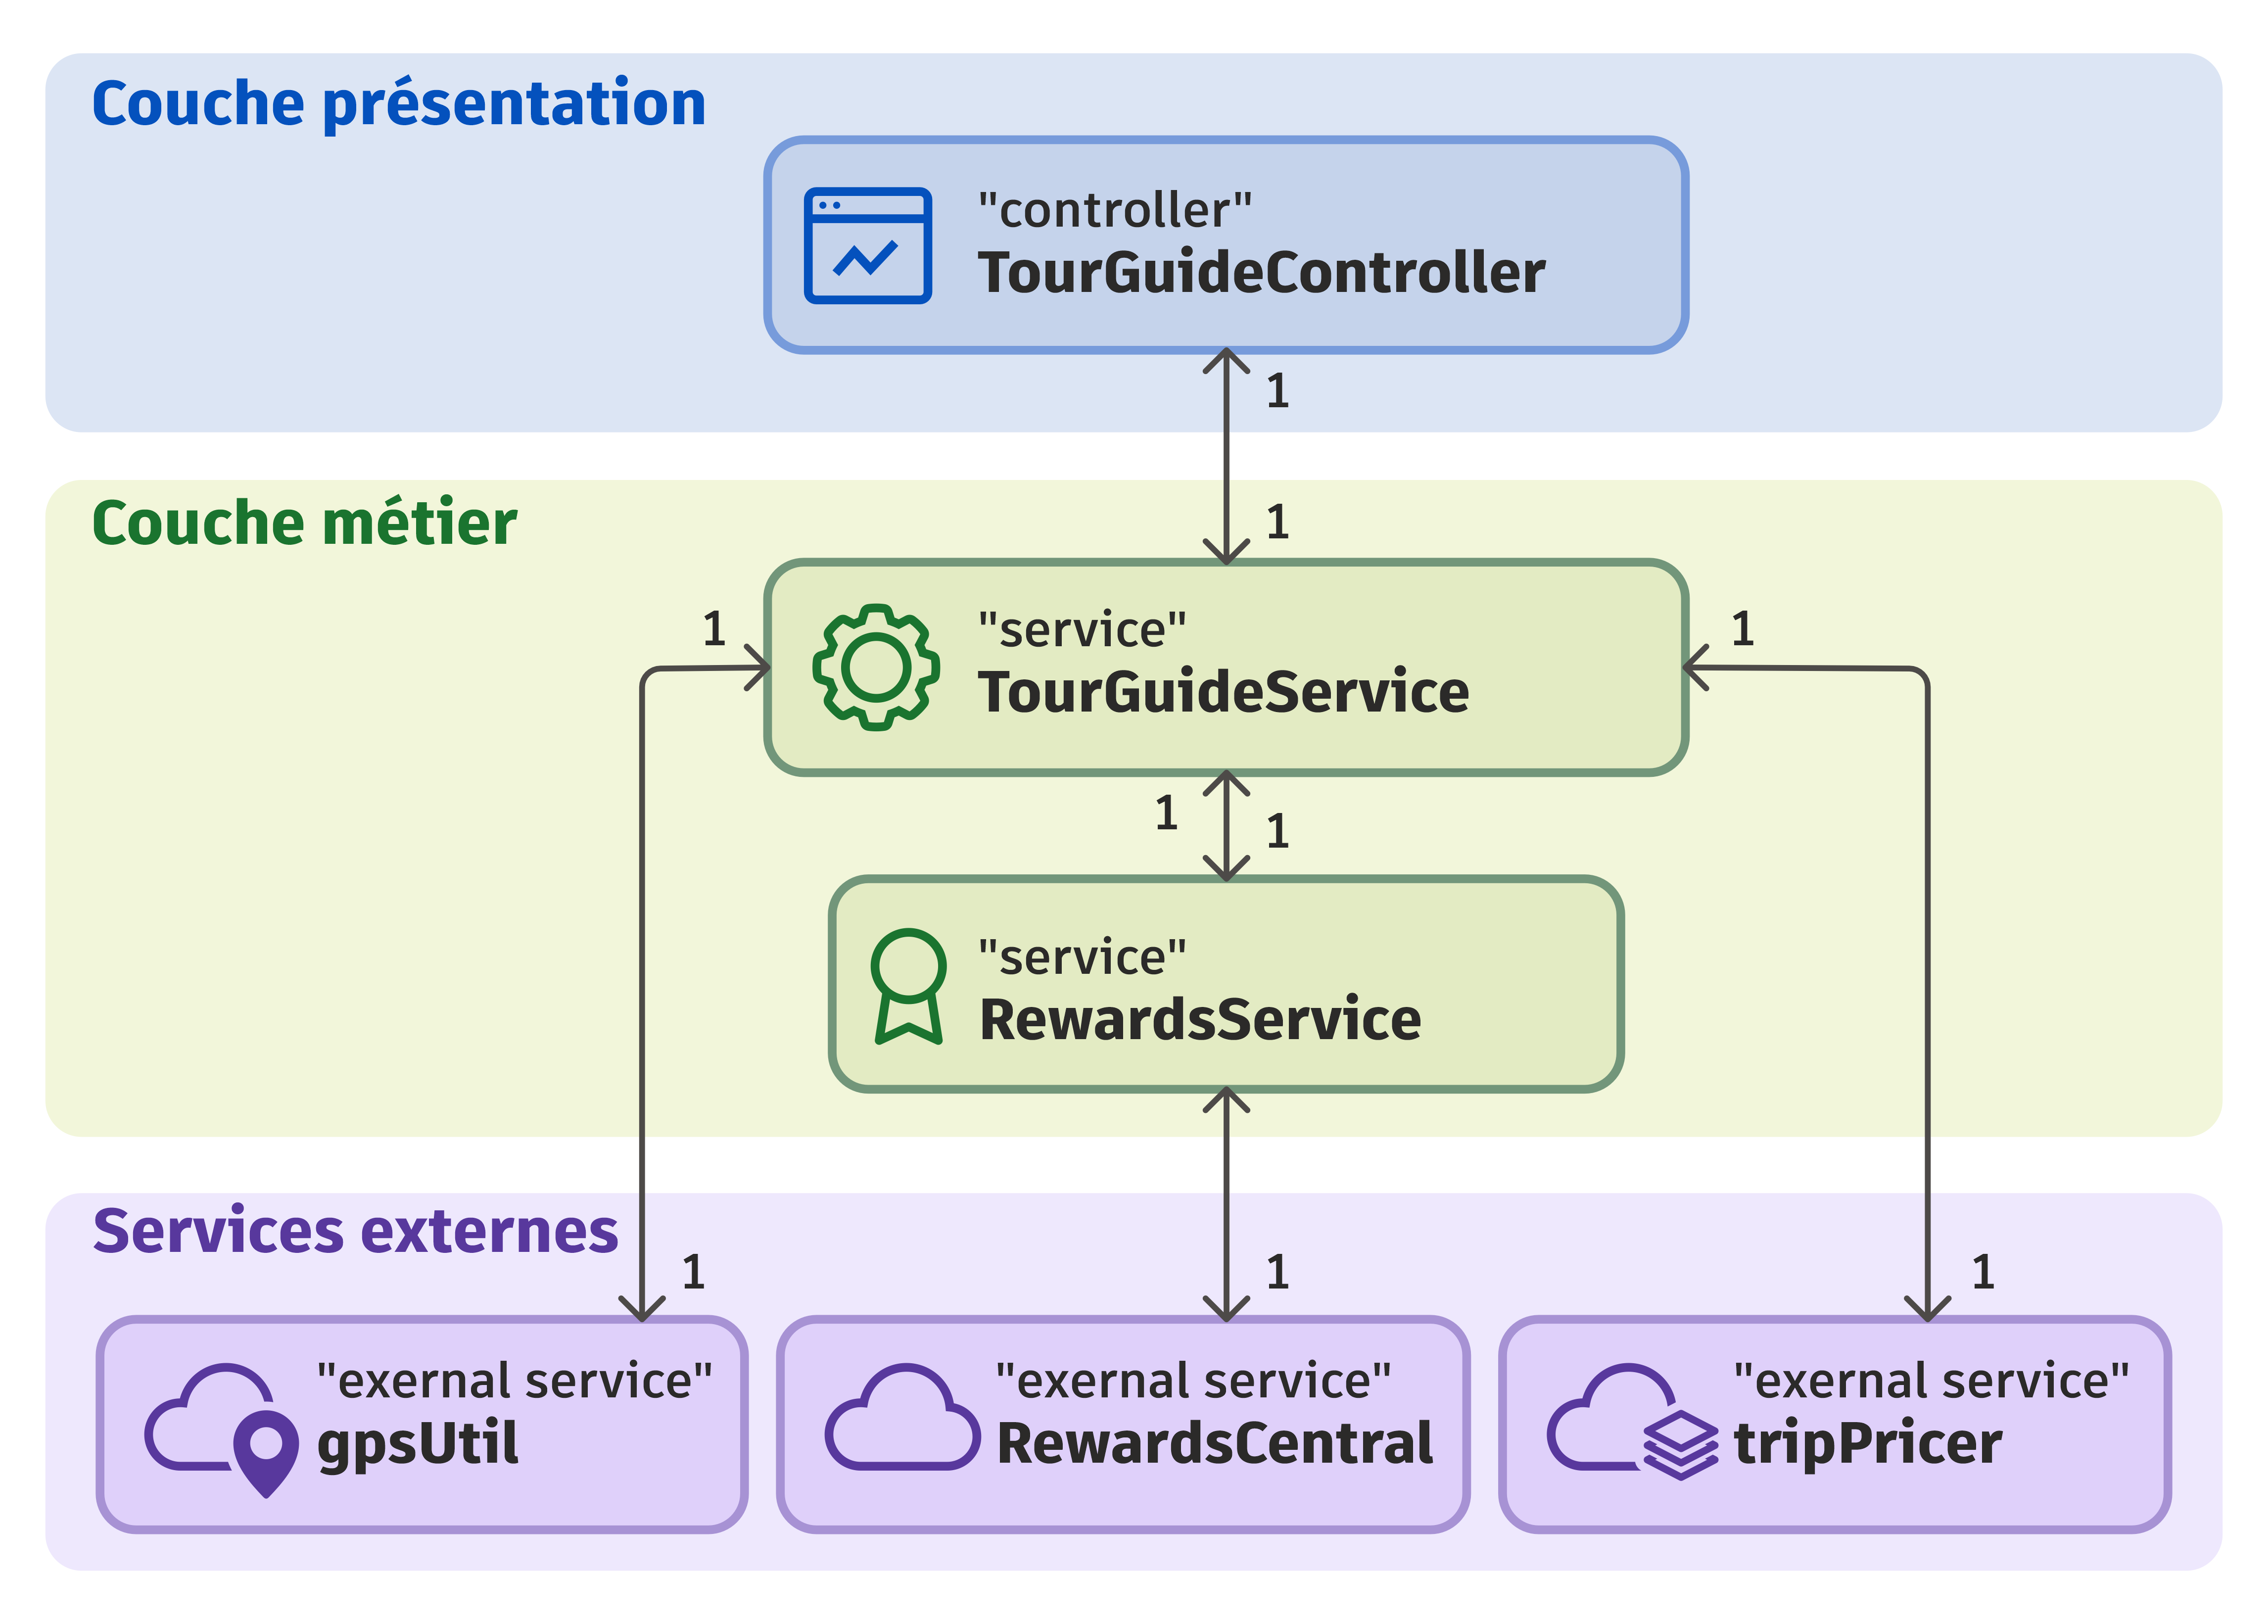 Couche présentation
"controller"
TourGuideController
1
1
Couche métier
1
"service"
TourGuideService
1
1
1
"service"
RewardsService
Services externes
1
1
1
"exernal service"
gpsUtil
"exernal service"
RewardsCentral
"exernal service"
tripPricer